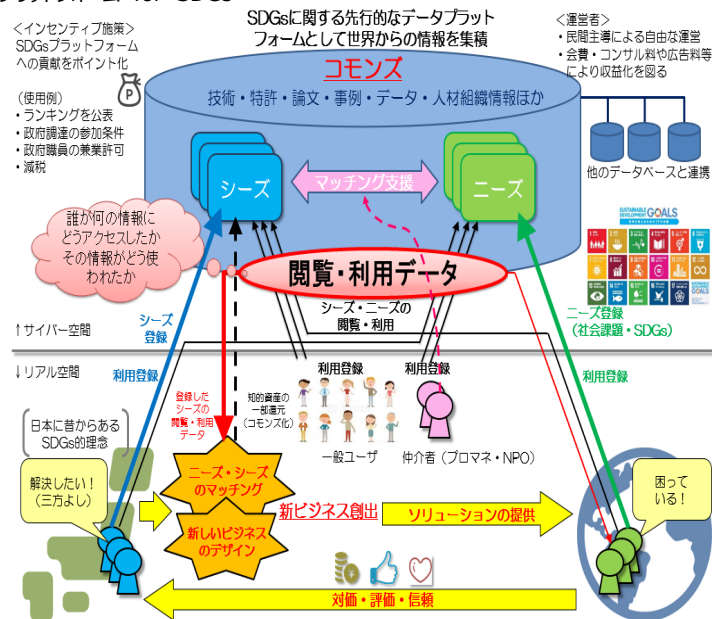 SDGsに関する先行的なデータプラット
フォームとして世界からの情報を集積
＜インセンティブ施策＞
SDGsプラットフォーム
への貢献をポイント化
（使用例）
・ランキングを公表
・政府調達の参加条件
・政府職員の兼業許可
・減税
P
＜運営者＞
・民間主導による自由な運営
・会費・コンサル料や広告料等
により収益化を図る
コモンズ
技術・特許・論文・事例・データ・人材組織情報ほか
他のデータベースと連携
シーズ
マッチング支援
ニーズ
SUSTAINABLE
DEVELOPMENT GOALS
誰が何の情報に
どうアクセスしたか
その情報がどう使
われたか
閲覧・利用データ
シーズ・ニーズの
閲覧・利用
シーズ
登録
ニーズ登録
（社会課題・SDGs）
↑サイバー空間
↓リアル空間
利用登録
登録した
シーズの
閲覧・利用
データ
知的資産の
一部還元
（コモンズ化）
利用登録
利用登録
利用登録
一般ユーザ
仲介者（プロマネ・NPO）
日本に昔からある
SDGs的理念
解決したい！
（三方よし）
ニーズ・シーズ
のマッチング
新しいビジネス
のデザイン
新ビジネス創出
ソリューションの提供
困って
いる！
対価・評価・信頼